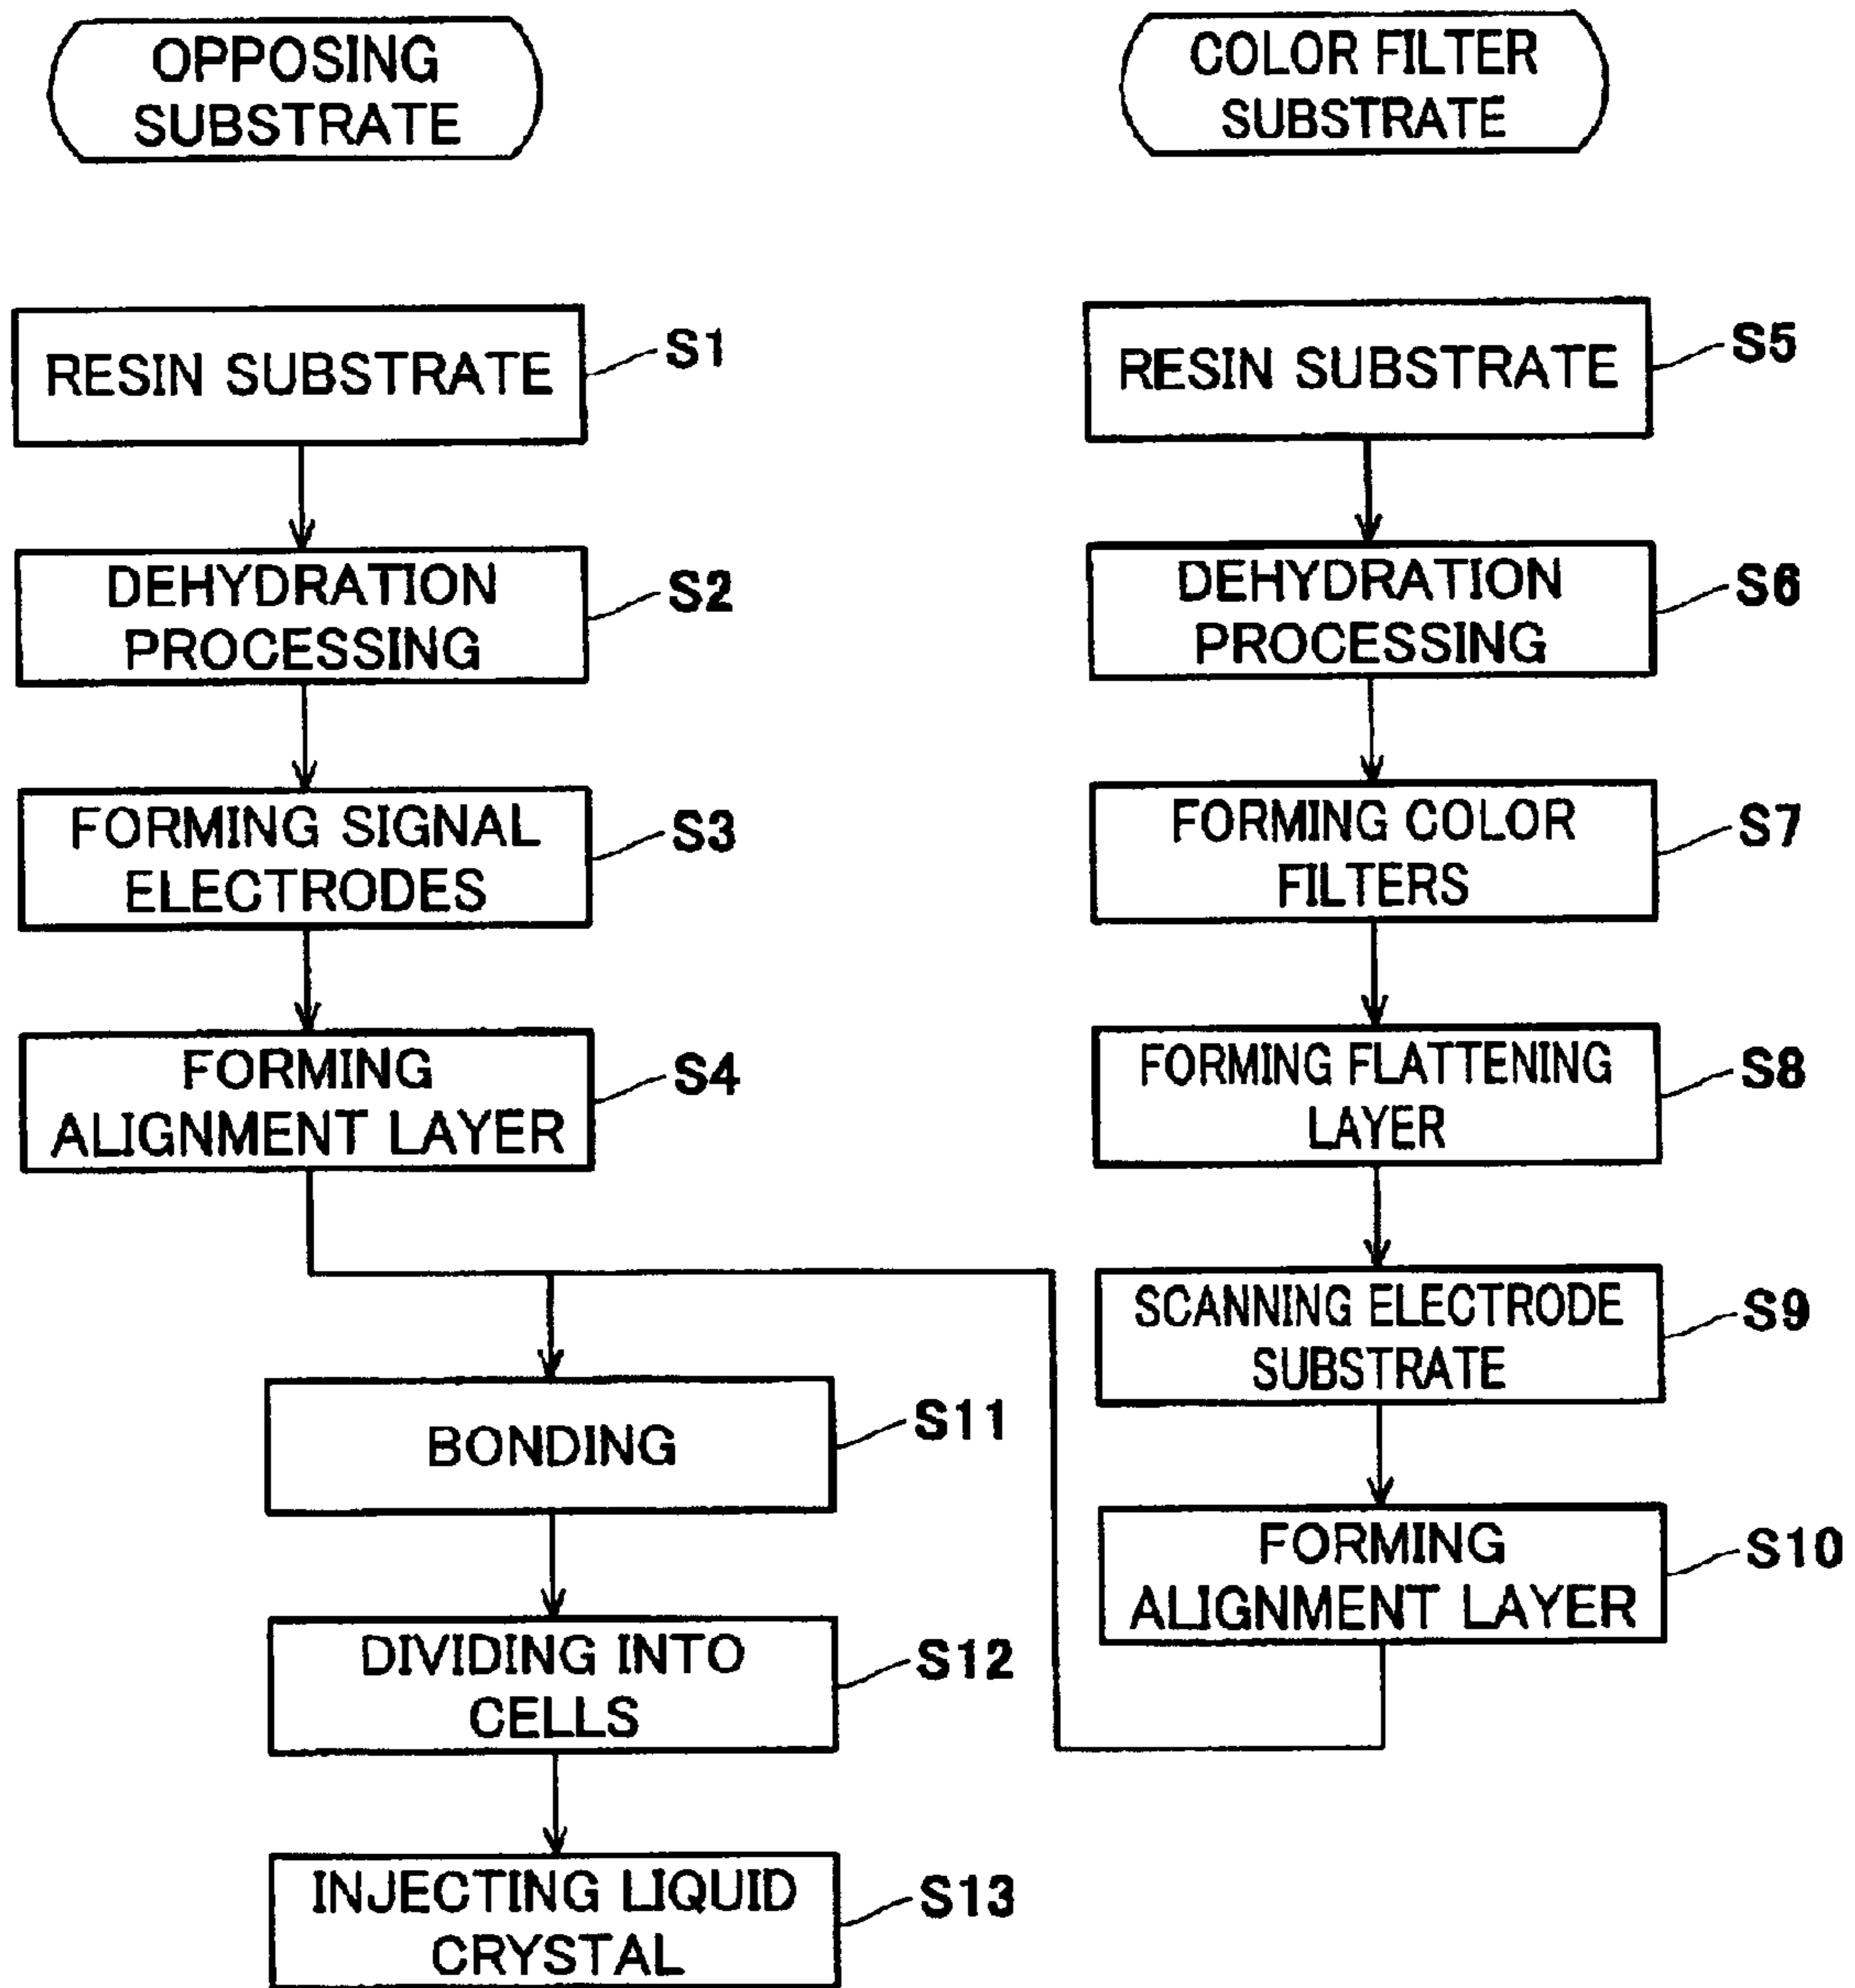 OPPOSING
SUBSTRATE
RESIN SUBSTRATE
S1
DEHYDRATION
PROCESSING
S2
FORMING SIGNAL
ELECTRODES
S3
FORMING
ALIGNMENT LAYER
S4
COLOR FILTER
SUBSTRATE
RESIN SUBSTRATE
S5
DEHYDRATION
PROCESSING
S6
FORMING COLOR
FILTERS
S7
FORMING FLATTENING
LAYER
S8
SCANNING ELECTRODE
SUBSTRATE
S9
FORMING
ALIGNMENT LAYER
S10
BONDING
S11
DIVIDING INTO
CELLS
S12
INJECTING LIQUID
CRYSTAL
S13